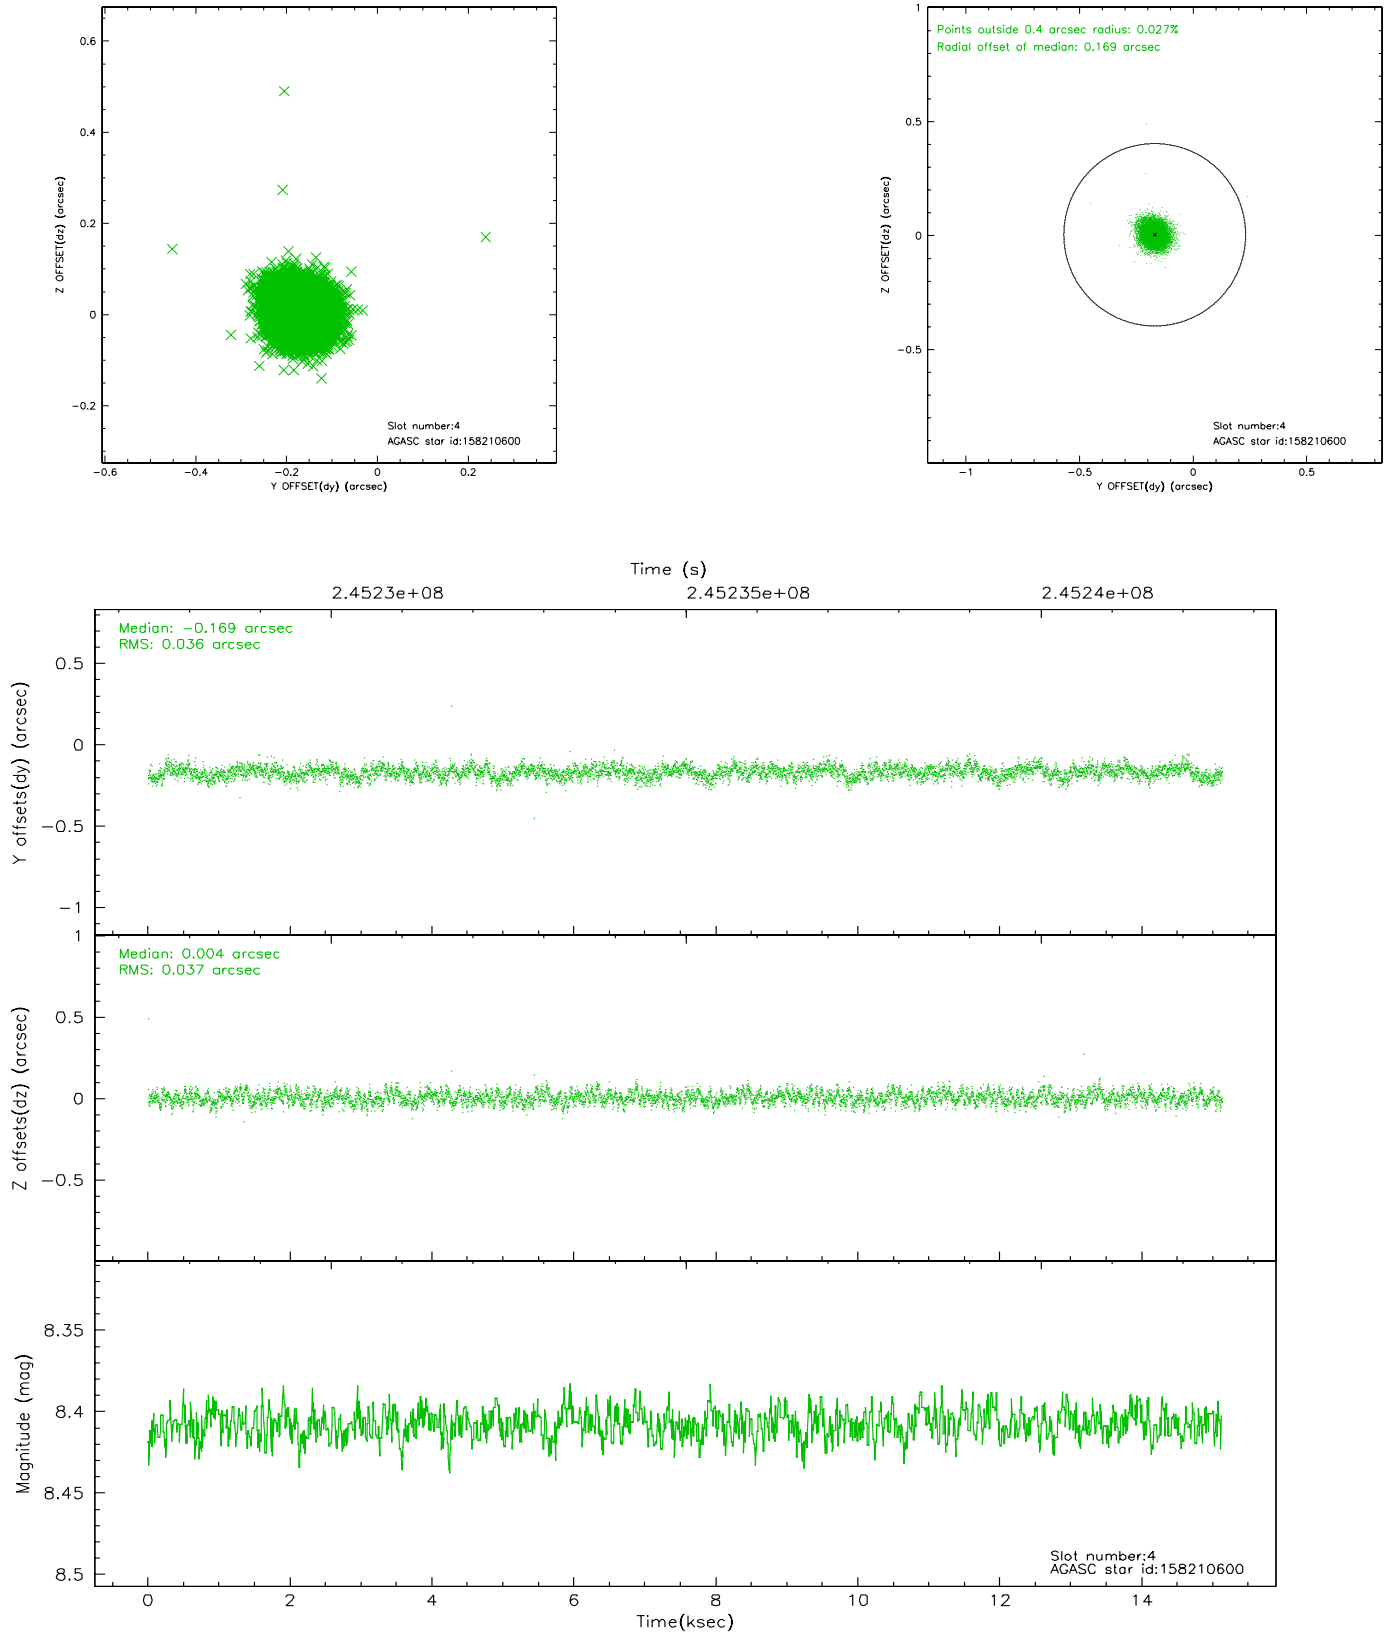 0.6
0.4
0.2
0
−0.2
Z OFFSET(dz) (arcsec)
Slot number:4
AGASC star id:158210600
−0.6
−0.4
−0.2
0
0.2
Y OFFSET(dy) (arcsec)
Points outside 0.4 arcsec radius: 0.027%
Radial offset of median: 0.169 arcsec
1
0.5
0
−0.5
Z OFFSET(dz) (arcsec)
Slot number:4
AGASC star id:158210600
−1
−0.5
0
0.5
Y OFFSET(dy) (arcsec)
Time (s)
2.4523e+08
2.45235e+08
2.4524e+08
Median: −0.169 arcsec
RMS: 0.036 arcsec
0.5
0
−0.5
−1
Y offsets(dy) (arcsec)
Median: 0.004 arcsec
RMS: 0.037 arcsec
1
0.5
0
−0.5
Z offsets(dz) (arcsec)
8.35
8.4
8.45
8.5
Magnitude (mag)
Slot number:4
AGASC star id:158210600
0
2
4
6
8
10
12
14
Time(ksec)